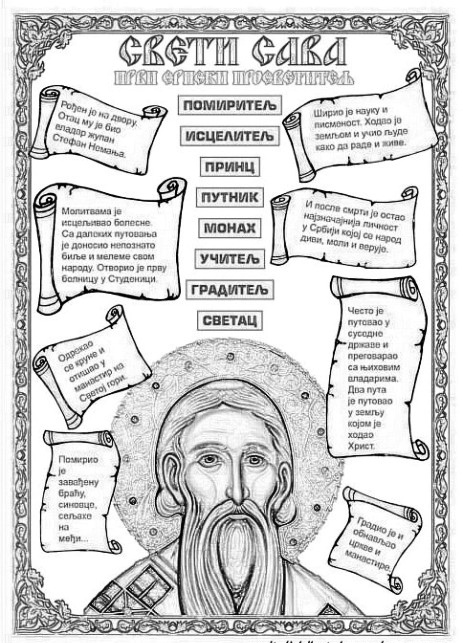 СВЕТИ САВА
ПРВИ СРПСКИ ПРОСВЕТИТЕЉ
ПОМИРИТЕЉ
ИСЦЕЛИТЕЉ
ПРИНЦ
ПУТНИК
МОНАХ
УЧИТЕЉ
ГРАДИТЕЉ
СВЕТАЦ
Рођен је на двору.
Отац му је био
владар жупан
Стефан Немања.
Ширио је науку и
писменост. Ходао је
земљом и учио људе
како да раде и живе.
Молитвама је
исцељивао болесне.
Са далеких путовања
је доносио непознато
биље и мелеме свом
народу. Отворио је прву
болницу у Студеници.
И после смрти је остао
најзначајнија личност
у Србији којој се народ
диви, моли и верује.
Одрекао
се круне и
отишао у
манастир на
Светој гори.
Често је
путовао у
суседне
државе и
преговарао
са њиховим
владарима.
Два пута
је путовао
у земљу
којом је
ходао
Христ.
Помирио
је
завађену
браћу,
синовце,
сељаке
на
међи...
Градио је и
обнављао
цркве и
манастире.